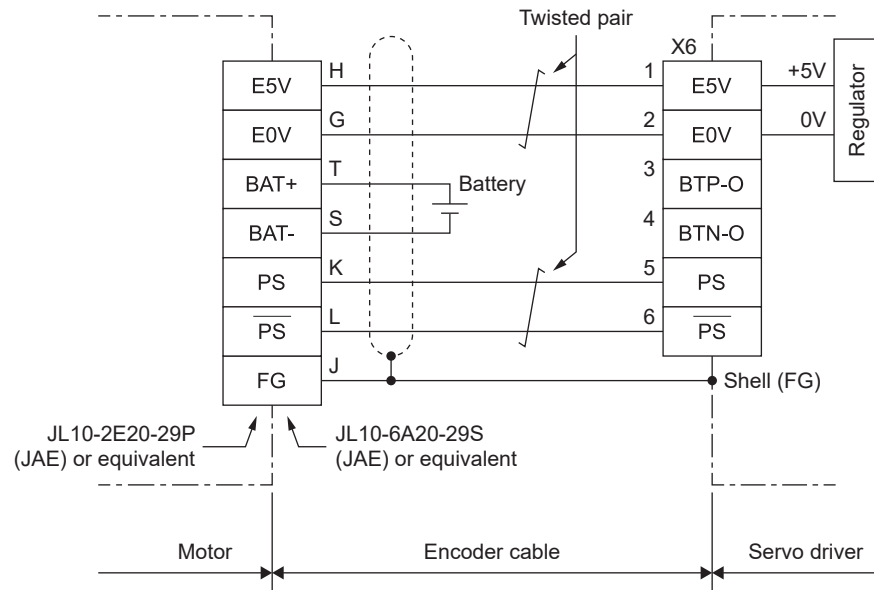 Twisted pair
X6
E5V H 1 E5V +5V
E0V G 2 E0V 0V
Regulator
BAT+ T Battery 3 BTP-O
BAT- S 4 BTN-O
PS K 5 PS
P̅S̅ L 6 P̅S̅
FG J Shell (FG)
JL10-2E20-29P
(JAE) or equivalent
JL10-6A20-29S
(JAE) or equivalent
Motor Encoder cable Servo driver